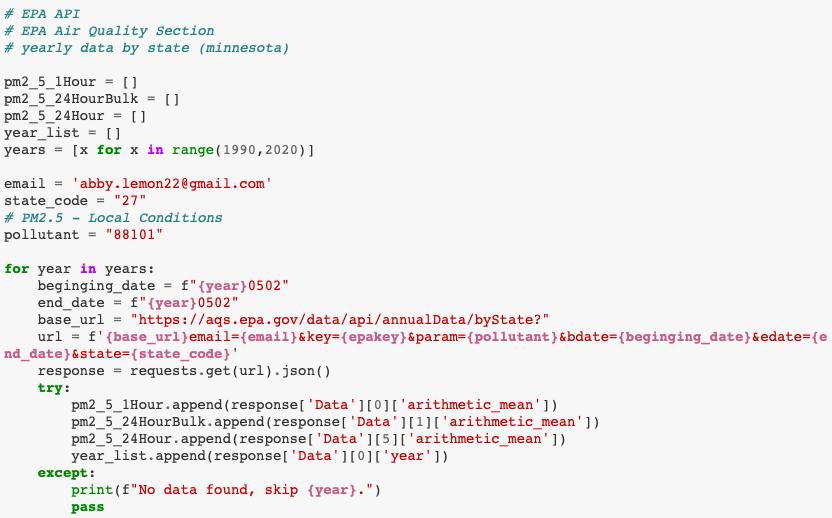 # EPA API
# EPA Air Quality Section
# yearly data by state (minnesota)
pm2_5_1Hour = []
pm2_5_24HourBulk = []
pm2_5_24Hour = []
year_list = []
years = [x for x in range(1990,2020)]
email = 'abby.lemon22@gmail.com'
state_code = "27"
# PM2.5 - Local Conditions
pollutant = "88101"
for year in years:
    beginging_date = f"{year}0502"
    end_date = f"{year}0502"
    base_url = "https://aqs.epa.gov/data/api/annualData/byState?"
    url = f'{base_url}email={email}&key={epakey}&param={pollutant}&bdate={beginging_date}&edate={e
nd_date}&state={state_code}'
    response = requests.get(url).json()
    try:
        pm2_5_1Hour.append(response['Data'][0]['arithmetic_mean'])
        pm2_5_24HourBulk.append(response['Data'][1]['arithmetic_mean'])
        pm2_5_24Hour.append(response['Data'][5]['arithmetic_mean'])
        year_list.append(response['Data'][0]['year'])
    except:
        print(f"No data found, skip {year}.")
        pass